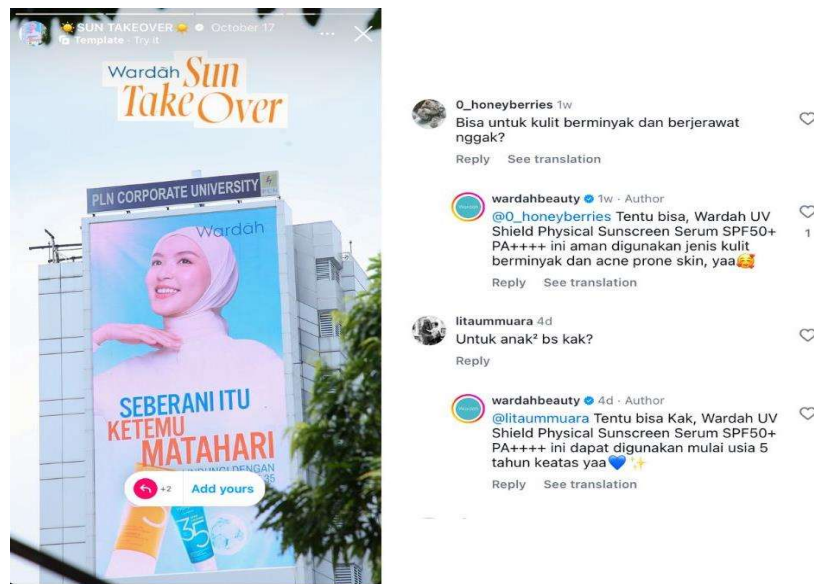 SUN TAKEOVER October 17
Template · Try it
Wardah Sun
Take Over
PLN CORPORATE UNIVERSITY
PLN
Wardah
SEBERANI ITU
KETEMU
MATAHARI
DENGAN
35
35
+2 Add yours
0_honeyberries 1w
Bisa untuk kulit berminyak dan berjerawat
nggak?
Reply See translation
wardahbeauty 1w · Author
@0_honeyberries Tentu bisa, Wardah UV
Shield Physical Sunscreen Serum SPF50+
PA++++ ini aman digunakan jenis kulit
berminyak dan acne prone skin, yaa🥰
1
Reply See translation
litaummuara 4d
Untuk anak² bs kak?
Reply
wardahbeauty 4d · Author
@litaummuara Tentu bisa Kak, Wardah UV
Shield Physical Sunscreen Serum SPF50+
PA++++ ini dapat digunakan mulai usia 5
tahun keatas yaa💙✨
Reply See translation